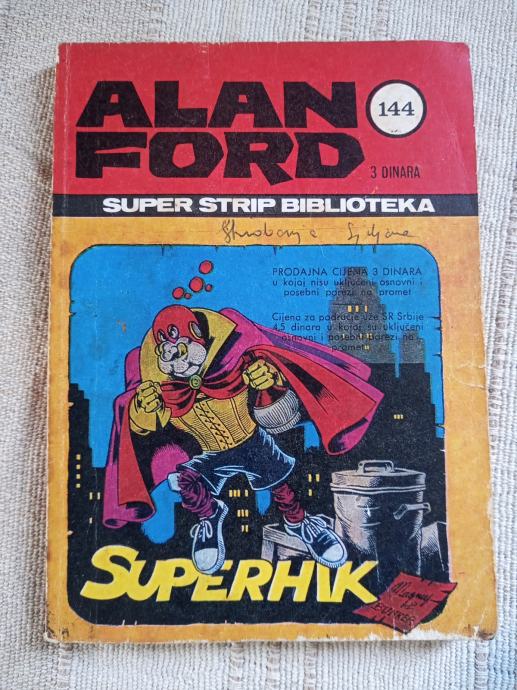 ALAN
FORD
144
3 DINARA
SUPER STRIP BIBLIOTEKA
PRODAJNA CIJENA 3 DINARA
u kojoj nisu uključeni osnovni i
posebni porezi na promet
Cijena za područje uže SR Srbije
4,5 dinara u kojoj su uključeni
osnovni i posebni porezi na
promet
SUPERHIK